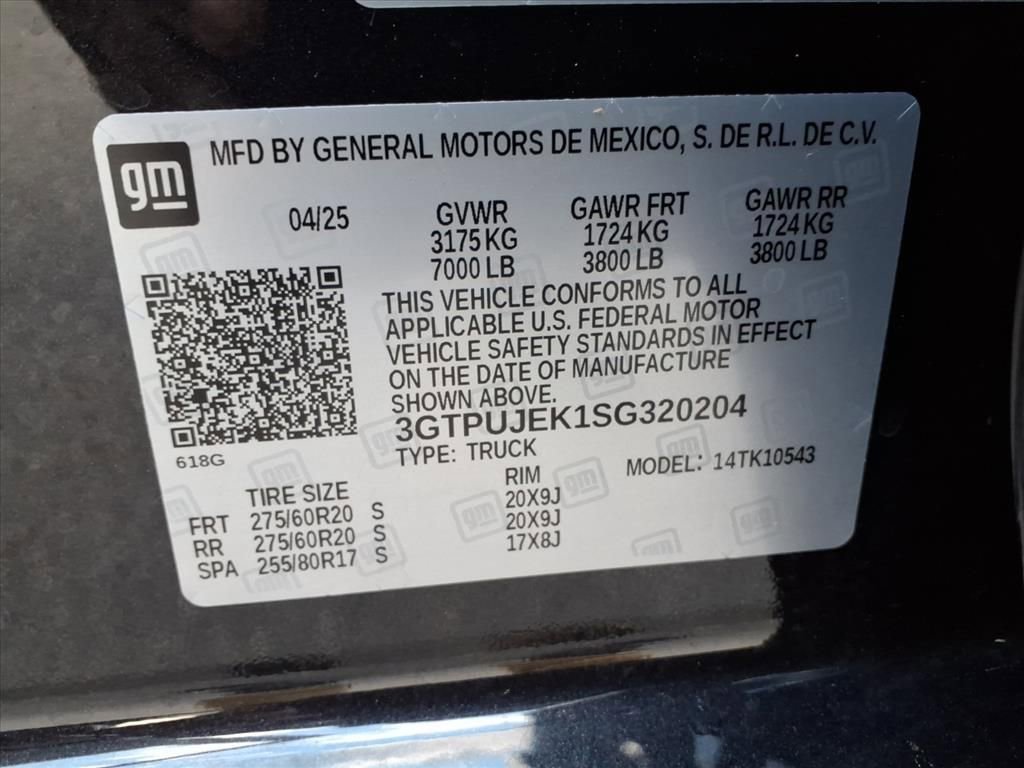 gm
MFD BY GENERAL MOTORS DE MEXICO, S. DE R.L. DE C.V.
04/25 GVWR GAWR FRT GAWR RR
3175 KG 1724 KG 1724 KG
7000 LB 3800 LB 3800 LB
THIS VEHICLE CONFORMS TO ALL
APPLICABLE U.S. FEDERAL MOTOR
VEHICLE SAFETY STANDARDS IN EFFECT
ON THE DATE OF MANUFACTURE
SHOWN ABOVE.
3GTPUJEK1SG320204
618G
TYPE: TRUCK MODEL: 14TK10543
TIRE SIZE RIM
FRT 275/60R20 S 20X9J
RR 275/60R20 S 20X9J
SPA 255/80R17 S 17X8J